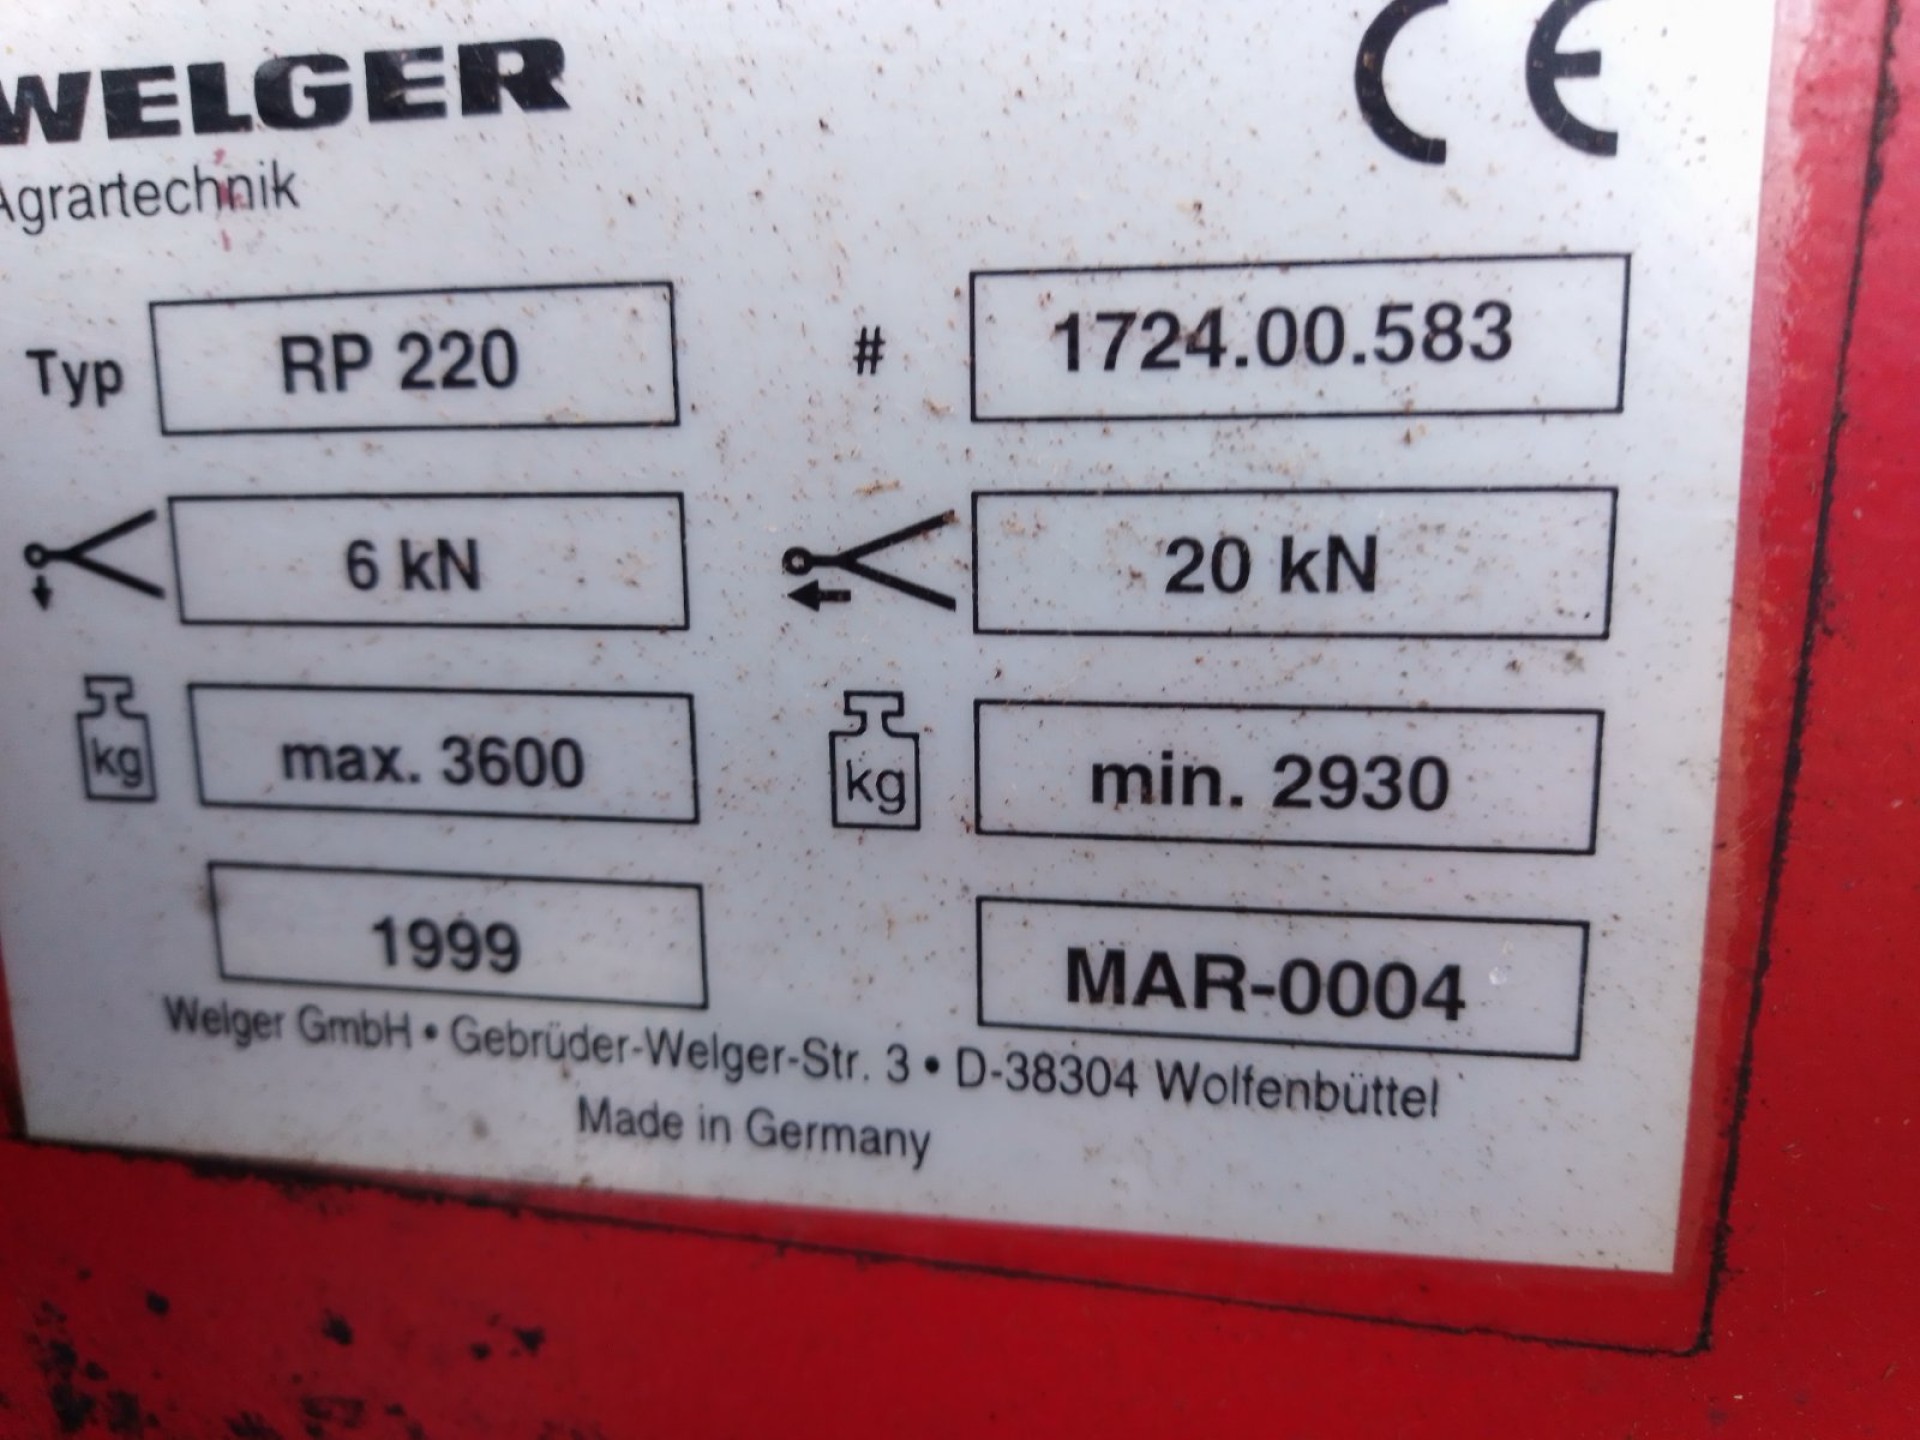 WELGER CE
Agrartechnik
Typ RP 220 # 1724.00.583
6 kN 20 kN
kg max. 3600 kg min. 2930
1999 MAR-0004
Welger GmbH • Gebrüder-Welger-Str. 3 • D-38304 Wolfenbüttel
Made in Germany